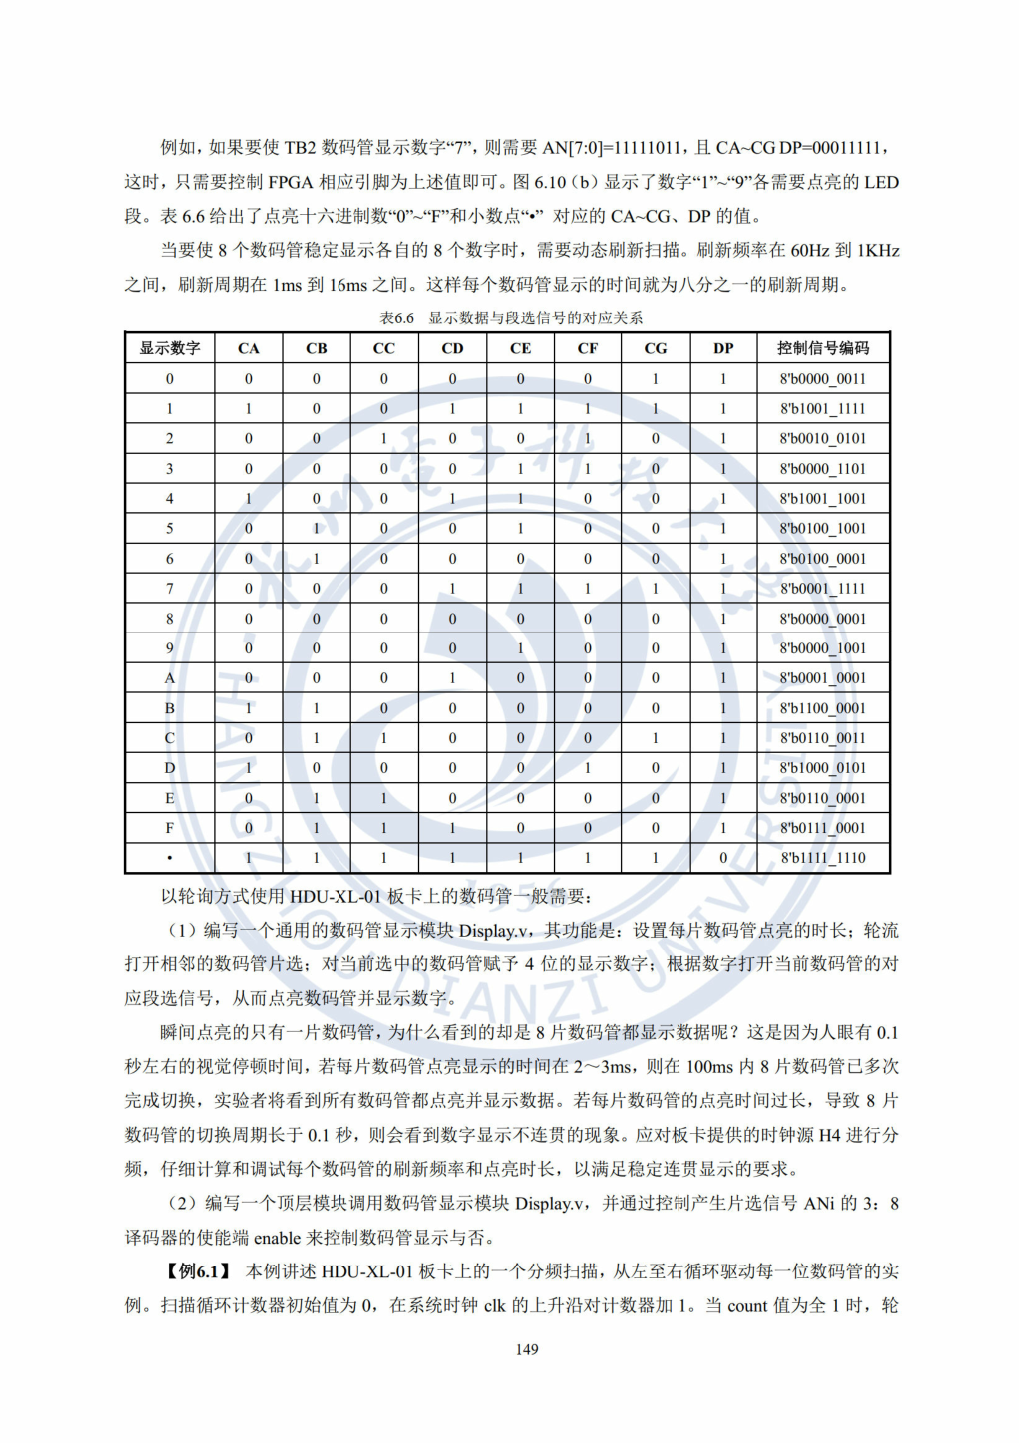 例如，如果要使 TB2 数码管显示数字“7”，则需要 AN[7:0]=11111011，且 CA~CG DP=00011111，
这时，只需要控制 FPGA 相应引脚为上述值即可。图 6.10（b）显示了数字“1”~“9”各需要点亮的 LED
段。表 6.6 给出了点亮十六进制数“0”~“F”和小数点“•” 对应的 CA~CG、DP 的值。
当要使 8 个数码管稳定显示各自的 8 个数字时，需要动态刷新扫描。刷新频率在 60Hz 到 1KHz
之间，刷新周期在 1ms 到 16ms 之间。这样每个数码管显示的时间就为八分之一的刷新周期。
表6.6 显示数据与段选信号的对应关系
显示数字 CA CB CC CD CE CF CG DP 控制信号编码
0 0 0 0 0 0 0 1 1 8'b0000_0011
1 1 0 0 1 1 1 1 1 8'b1001_1111
2 0 0 1 0 0 1 0 1 8'b0010_0101
3 0 0 0 0 1 1 0 1 8'b0000_1101
4 1 0 0 1 1 0 0 1 8'b1001_1001
5 0 1 0 0 1 0 0 1 8'b0100_1001
6 0 1 0 0 0 0 0 1 8'b0100_0001
7 0 0 0 1 1 1 1 1 8'b0001_1111
8 0 0 0 0 0 0 0 1 8'b0000_0001
9 0 0 0 0 1 0 0 1 8'b0000_1001
A 0 0 0 1 0 0 0 1 8'b0001_0001
B 1 1 0 0 0 0 0 1 8'b1100_0001
C 0 1 1 0 0 0 1 1 8'b0110_0011
D 1 0 0 0 0 1 0 1 8'b1000_0101
E 0 1 1 0 0 0 0 1 8'b0110_0001
F 0 1 1 1 0 0 0 1 8'b0111_0001
• 1 1 1 1 1 1 1 0 8'b1111_1110
以轮询方式使用 HDU-XL-01 板卡上的数码管一般需要：
（1）编写一个通用的数码管显示模块 Display.v，其功能是：设置每片数码管点亮的时长；轮流
打开相邻的数码管片选；对当前选中的数码管赋予 4 位的显示数字；根据数字打开当前数码管的对
应段选信号，从而点亮数码管并显示数字。
瞬间点亮的只有一片数码管，为什么看到的却是 8 片数码管都显示数据呢？这是因为人眼有 0.1
秒左右的视觉停顿时间，若每片数码管点亮显示的时间在 2～3ms，则在 100ms 内 8 片数码管已多次
完成切换，实验者将看到所有数码管都点亮并显示数据。若每片数码管的点亮时间过长，导致 8 片
数码管的切换周期长于 0.1 秒，则会看到数字显示不连贯的现象。应对板卡提供的时钟源 H4 进行分
频，仔细计算和调试每个数码管的刷新频率和点亮时长，以满足稳定连贯显示的要求。
（2）编写一个顶层模块调用数码管显示模块 Display.v，并通过控制产生片选信号 ANi 的 3：8
译码器的使能端 enable 来控制数码管显示与否。
【例6.1】 本例讲述 HDU-XL-01 板卡上的一个分频扫描，从左至右循环驱动每一位数码管的实
例。扫描循环计数器初始值为 0，在系统时钟 clk 的上升沿对计数器加 1。当 count 值为全 1 时，轮
149
杭州電子科技大學
HANGZHOU DIANZI UNIVERSITY
1956